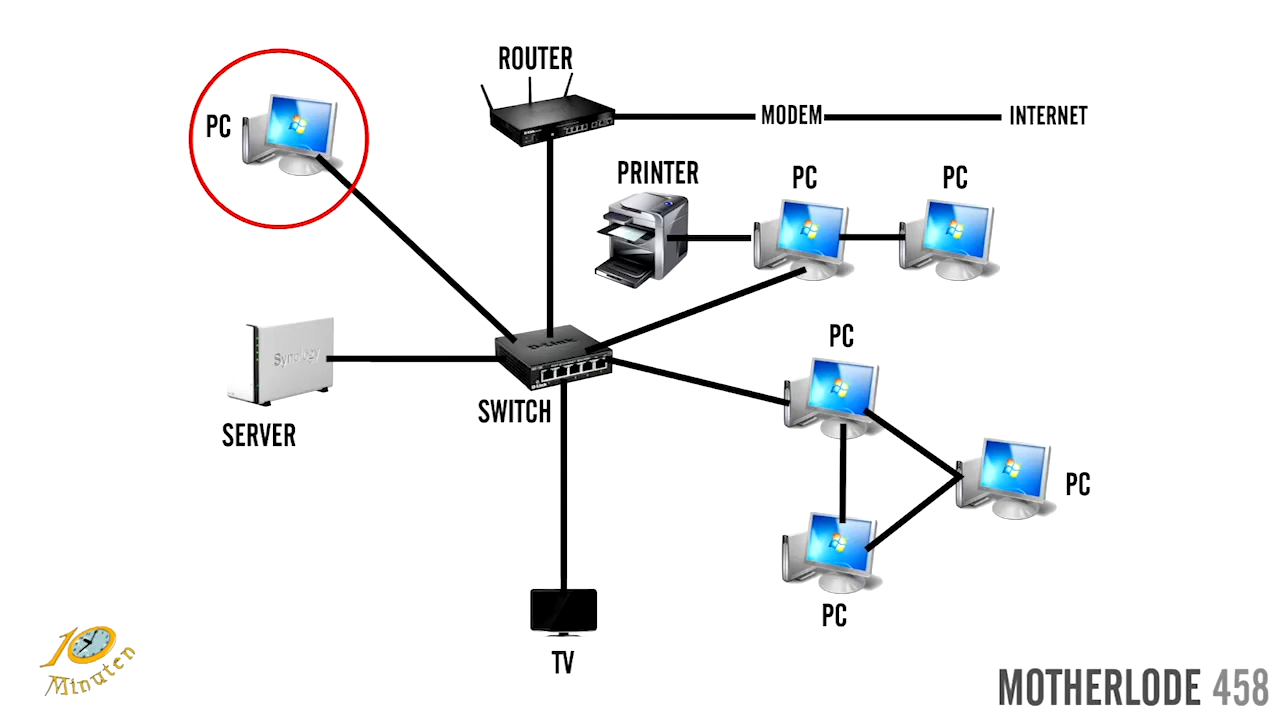 ROUTER
PC
MODEM
INTERNET
PRINTER
PC
PC
Synology
D-Link
SERVER
SWITCH
PC
PC
PC
TV
10
Minuten
MOTHERLODE 458